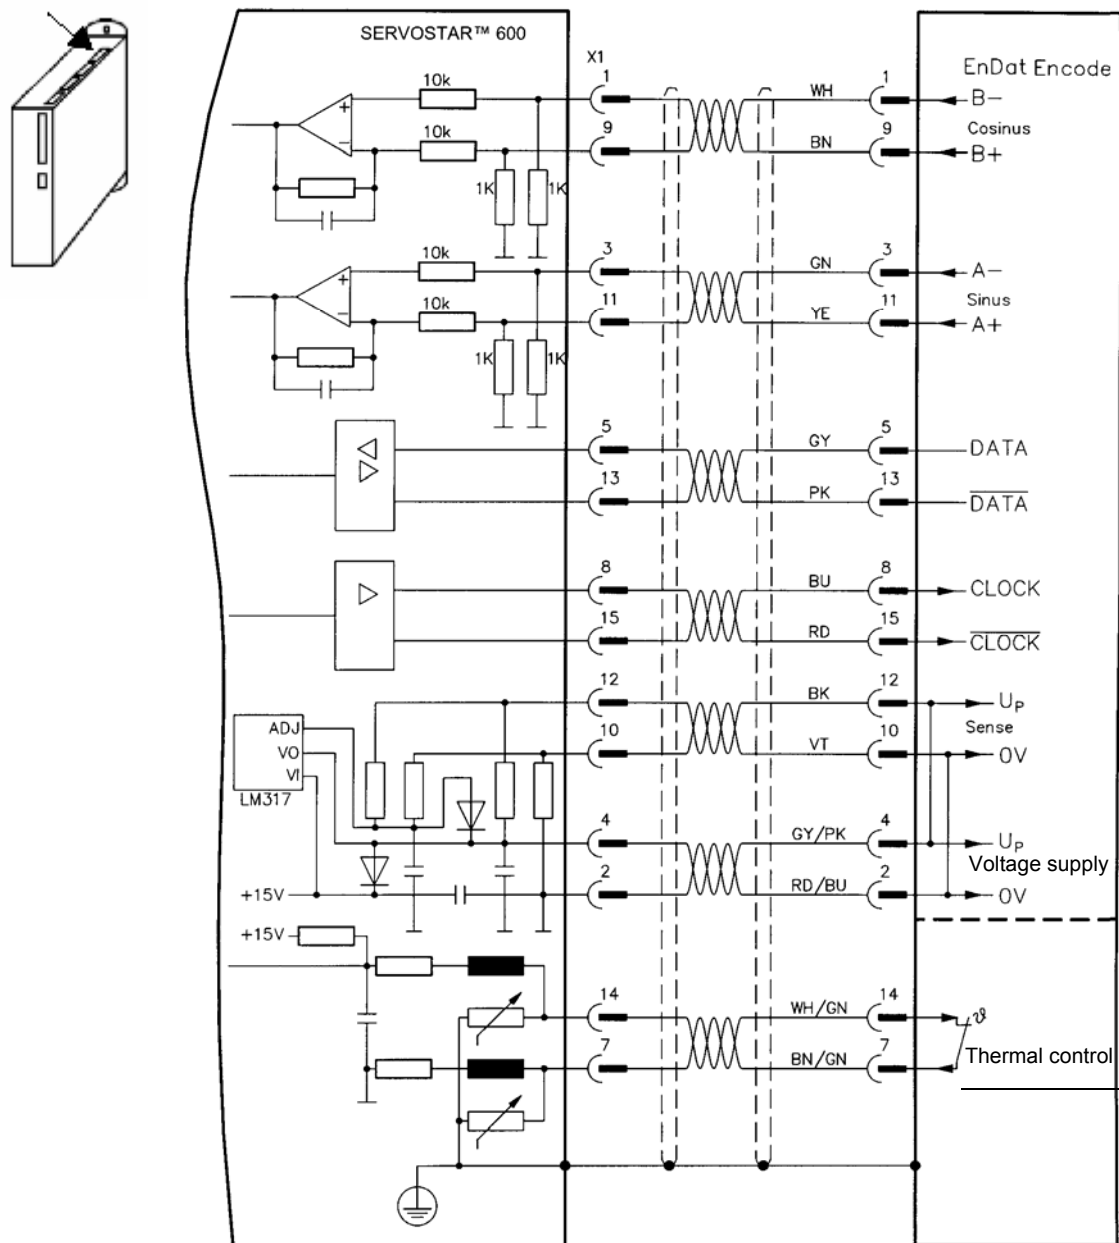 SERVOSTAR™ 600
X1
EnDat Encode
10k
1
WH
1
B-
+
-
10k
9
BN
9
Cosinus
B+
1K
1K
10k
3
GN
3
A-
+
-
10k
11
YE
11
Sinus
A+
1K
1K
5
GY
5
DATA
13
PK
13
DATA
8
BU
8
CLOCK
15
RD
15
CLOCK
12
BK
12
UP
Sense
ADJ
VO
VI
LM317
10
VT
10
0V
4
GY/PK
4
UP
Voltage supply
+15V
2
RD/BU
2
0V
+15V
14
WH/GN
14
ϑ
7
BN/GN
7
Thermal control